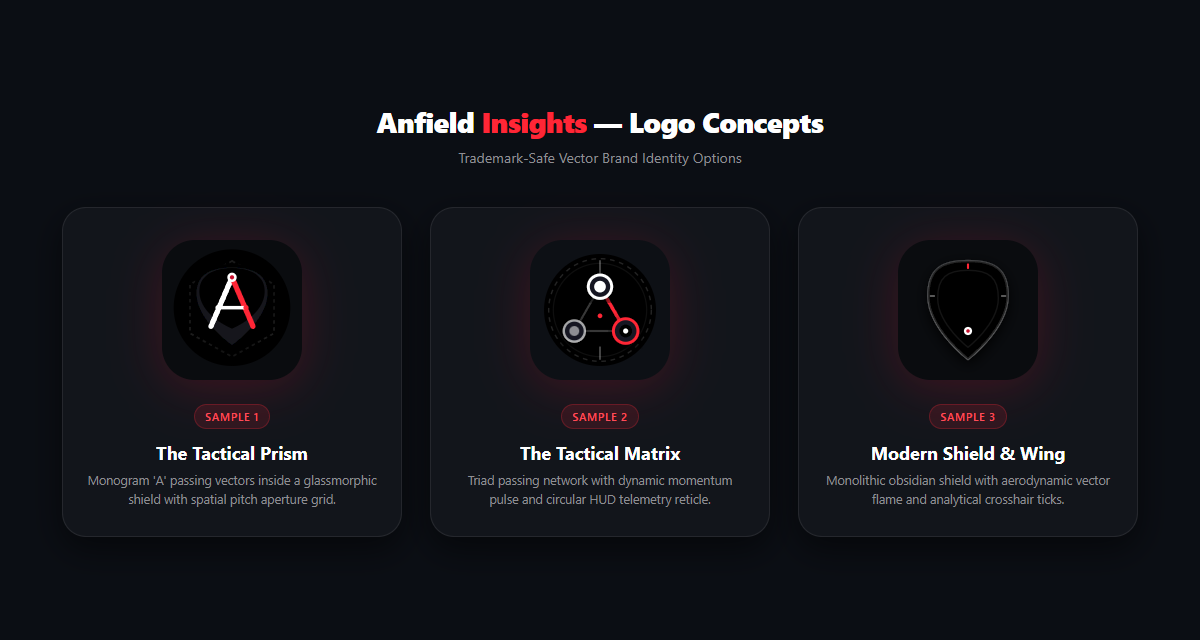 Anfield Insights — Logo Concepts
Trademark-Safe Vector Brand Identity Options
SAMPLE 1
The Tactical Prism
Monogram 'A' passing vectors inside a glassmorphic
shield with spatial pitch aperture grid.
SAMPLE 2
The Tactical Matrix
Triad passing network with dynamic momentum
pulse and circular HUD telemetry reticle.
SAMPLE 3
Modern Shield & Wing
Monolithic obsidian shield with aerodynamic vector
flame and analytical crosshair ticks.